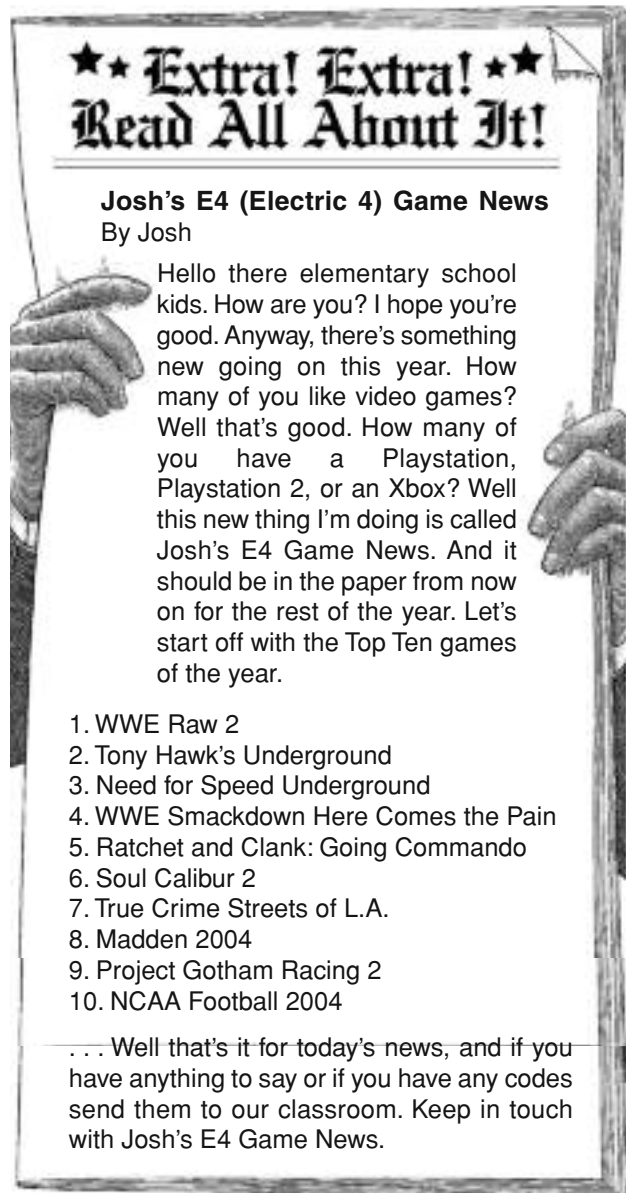 Extra! Extra!
Read All About It!
Josh's E4 (Electric 4) Game News
By Josh
Hello there elementary school
kids. How are you? I hope you're
good. Anyway, there's something
new going on this year. How
many of you like video games?
Well that's good. How many of
you have a Playstation,
Playstation 2, or an Xbox? Well
this new thing I'm doing is called
Josh's E4 Game News. And it
should be in the paper from now
on for the rest of the year. Let's
start off with the Top Ten games
of the year.
1. WWE Raw 2
2. Tony Hawk's Underground
3. Need for Speed Underground
4. WWE Smackdown Here Comes the Pain
5. Ratchet and Clank: Going Commando
6. Soul Calibur 2
7. True Crime Streets of L.A.
8. Madden 2004
9. Project Gotham Racing 2
10. NCAA Football 2004
. . . Well that's it for today's news, and if you
have anything to say or if you have any codes
send them to our classroom. Keep in touch
with Josh's E4 Game News.